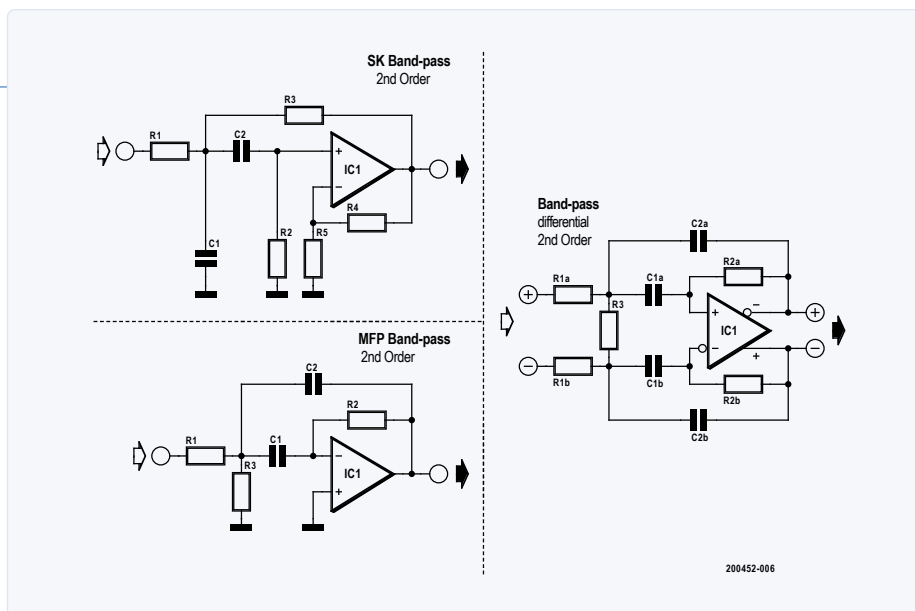 SK Band-pass
2nd Order
R3
R1
C2
+
IC1
−
R4
C1
R2
R5
MFP Band-pass
2nd Order
C2
R2
R1
C1
−
R3
IC1
+
Band-pass
differential
2nd Order
C2a
R2a
R1a
C1a
+
−
+
R3
+
IC1
−
−
+
−
R1b
C1b
R2b
C2b
200452-006